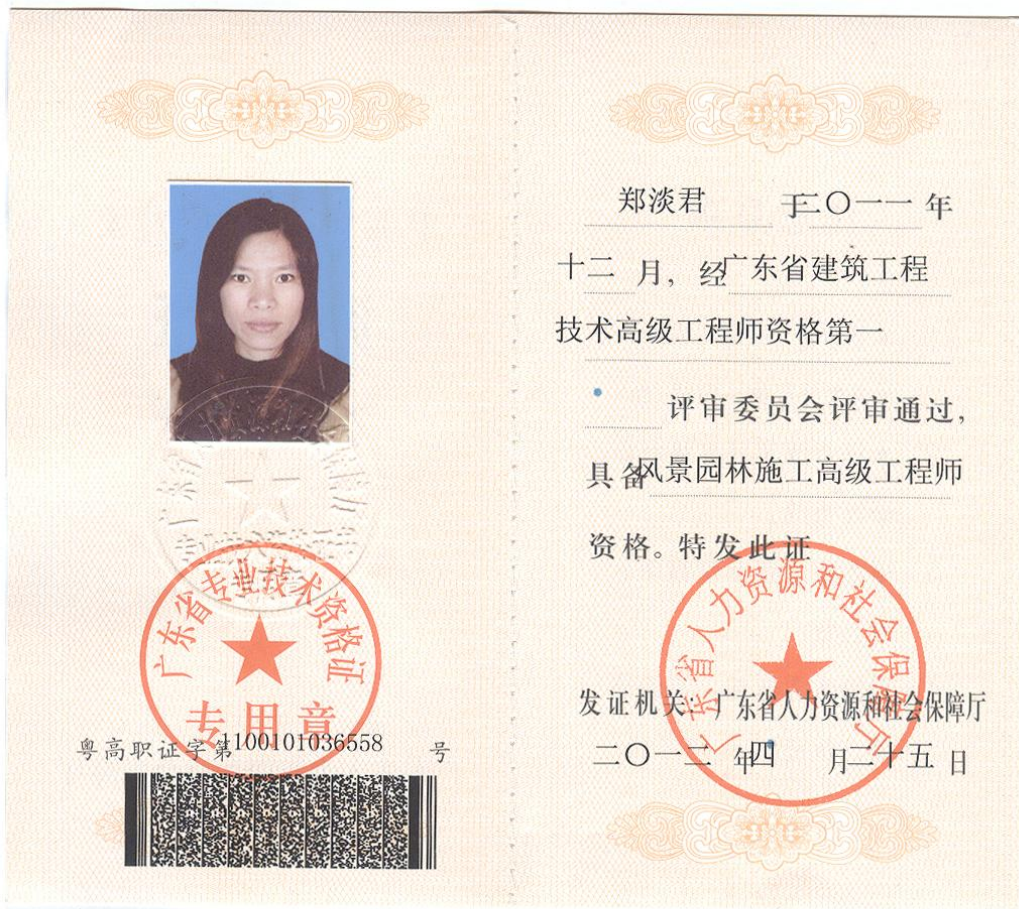 广东省专业技术资格证
专用章
粤高职证字第1100101036558号
郑淡君 于二〇一一年
十二月，经广东省建筑工程
技术高级工程师资格第一
评审委员会评审通过，
具备风景园林施工高级工程师
资格。特发此证
广东省人力资源和社会保障厅
发证机关：广东省人力资源和社会保障厅
二〇一二年四月二十五日